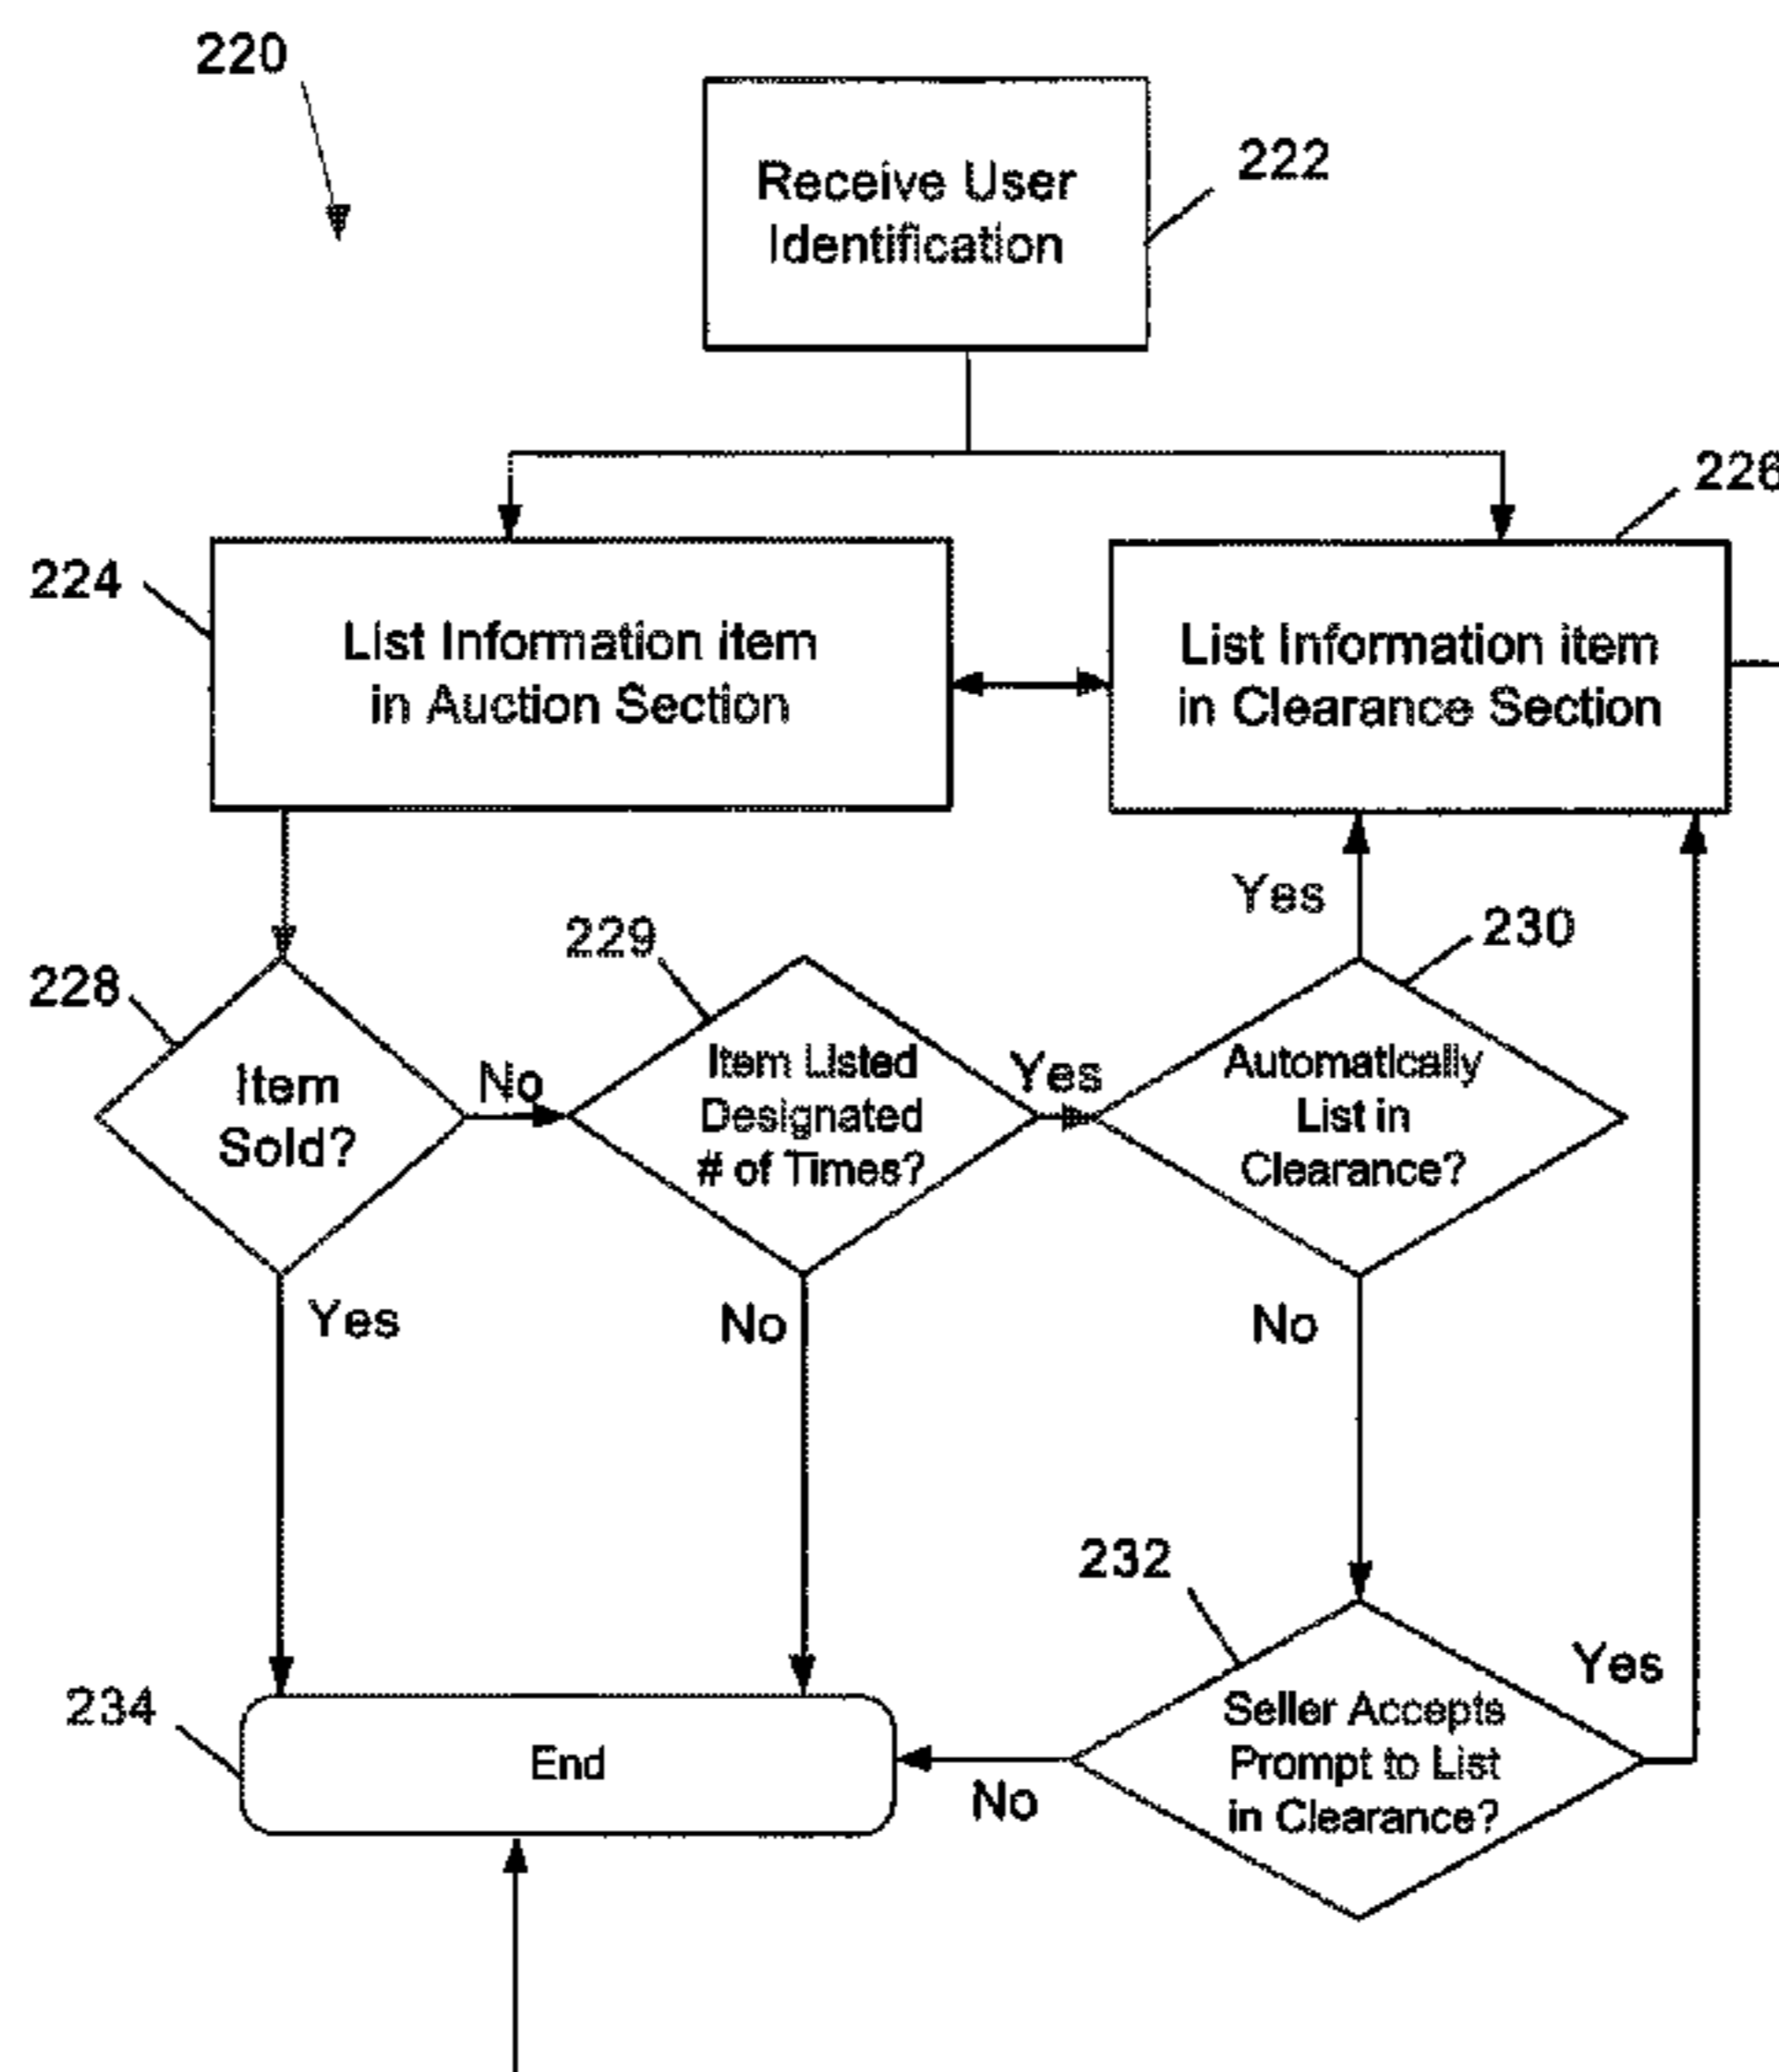 220
Receive User
Identification
222
226
224
List Information item
in Auction Section
List Information item
in Clearance Section
Yes
230
229
228
Item
Sold?
No
Item Listed
Designated
# of Times?
Yes
Automatically
List in
Clearance?
Yes
No
No
232
Yes
234
End
No
Seller Accepts
Prompt to List
in Clearance?